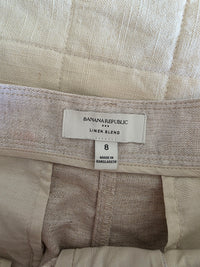 BANANA REPUBLIC
LINEN BLEND
8
MADE IN
BANGLADESH